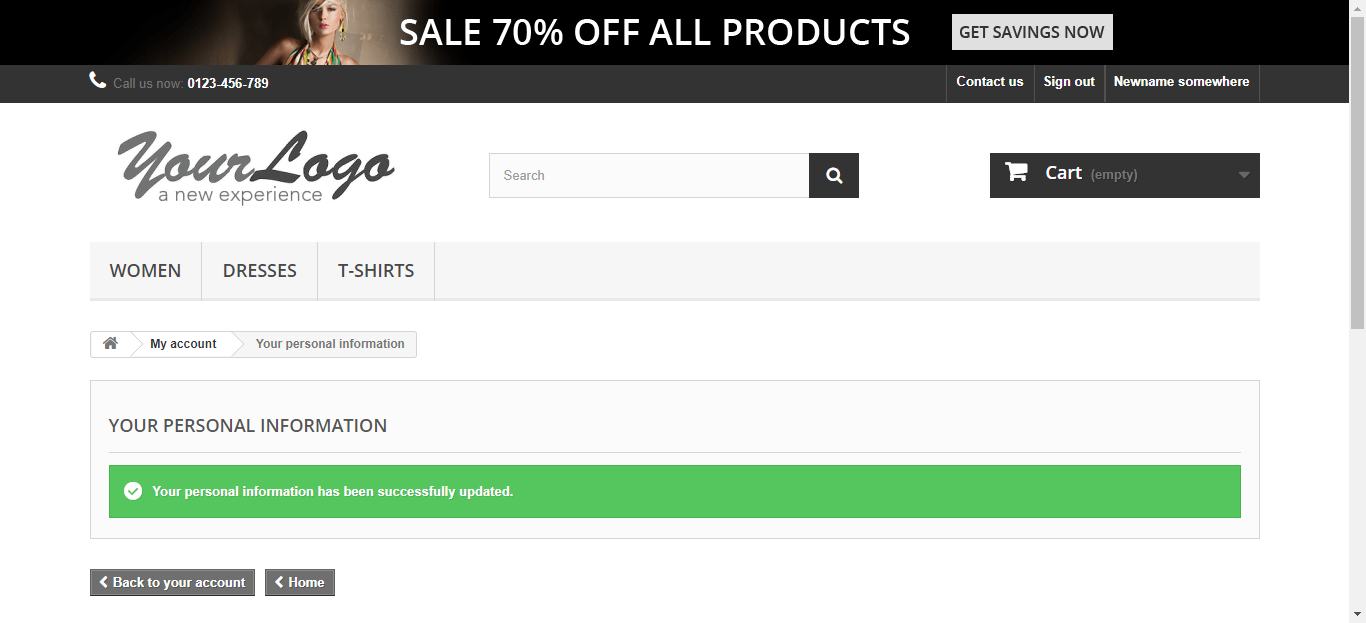 SALE 70% OFF ALL PRODUCTS GET SAVINGS NOW
Call us now: 0123-456-789 Contact us Sign out Newname somewhere
YourLogo
a new experience
Search
Cart (empty)
WOMEN DRESSES T-SHIRTS
My account Your personal information
YOUR PERSONAL INFORMATION
Your personal information has been successfully updated.
Back to your account Home